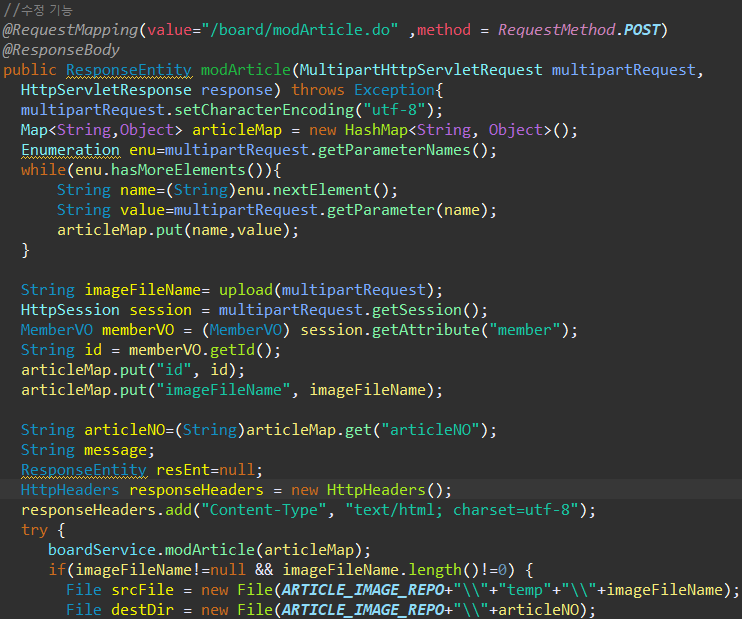 //수정 기능
@RequestMapping(value="/board/modArticle.do" ,method = RequestMethod.POST)
@ResponseBody
public ResponseEntity modArticle(MultipartHttpServletRequest multipartRequest,
HttpServletResponse response) throws Exception{
multipartRequest.setCharacterEncoding("utf-8");
Map<String,Object> articleMap = new HashMap<String, Object>();
Enumeration enu=multipartRequest.getParameterNames();
while(enu.hasMoreElements()){
String name=(String)enu.nextElement();
String value=multipartRequest.getParameter(name);
articleMap.put(name,value);
}
String imageFileName= upload(multipartRequest);
HttpSession session = multipartRequest.getSession();
MemberVO memberVO = (MemberVO) session.getAttribute("member");
String id = memberVO.getId();
articleMap.put("id", id);
articleMap.put("imageFileName", imageFileName);
String articleNO=(String)articleMap.get("articleNO");
String message;
ResponseEntity resEnt=null;
HttpHeaders responseHeaders = new HttpHeaders();
responseHeaders.add("Content-Type", "text/html; charset=utf-8");
try {
boardService.modArticle(articleMap);
if(imageFileName!=null && imageFileName.length()!=0) {
File srcFile = new File(ARTICLE_IMAGE_REPO+"\\"+"temp"+"\\"+imageFileName);
File destDir = new File(ARTICLE_IMAGE_REPO+"\\"+articleNO);